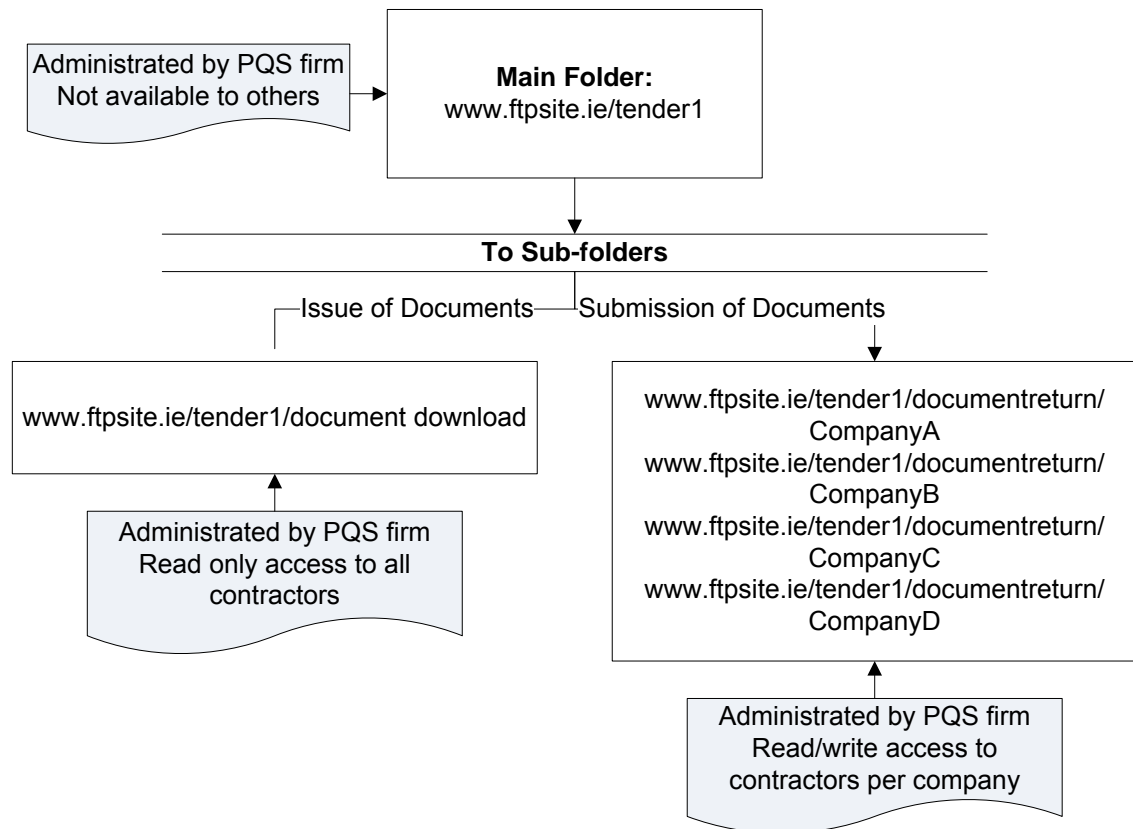 Administrated by PQS firm
Not available to others
Main Folder:
www.ftpsite.ie/tender1
To Sub-folders
Issue of Documents
Submission of Documents
www.ftpsite.ie/tender1/document download
Administrated by PQS firm
Read only access to all
contractors
www.ftpsite.ie/tender1/documentreturn/
CompanyA
www.ftpsite.ie/tender1/documentreturn/
CompanyB
www.ftpsite.ie/tender1/documentreturn/
CompanyC
www.ftpsite.ie/tender1/documentreturn/
CompanyD
Administrated by PQS firm
Read/write access to
contractors per company